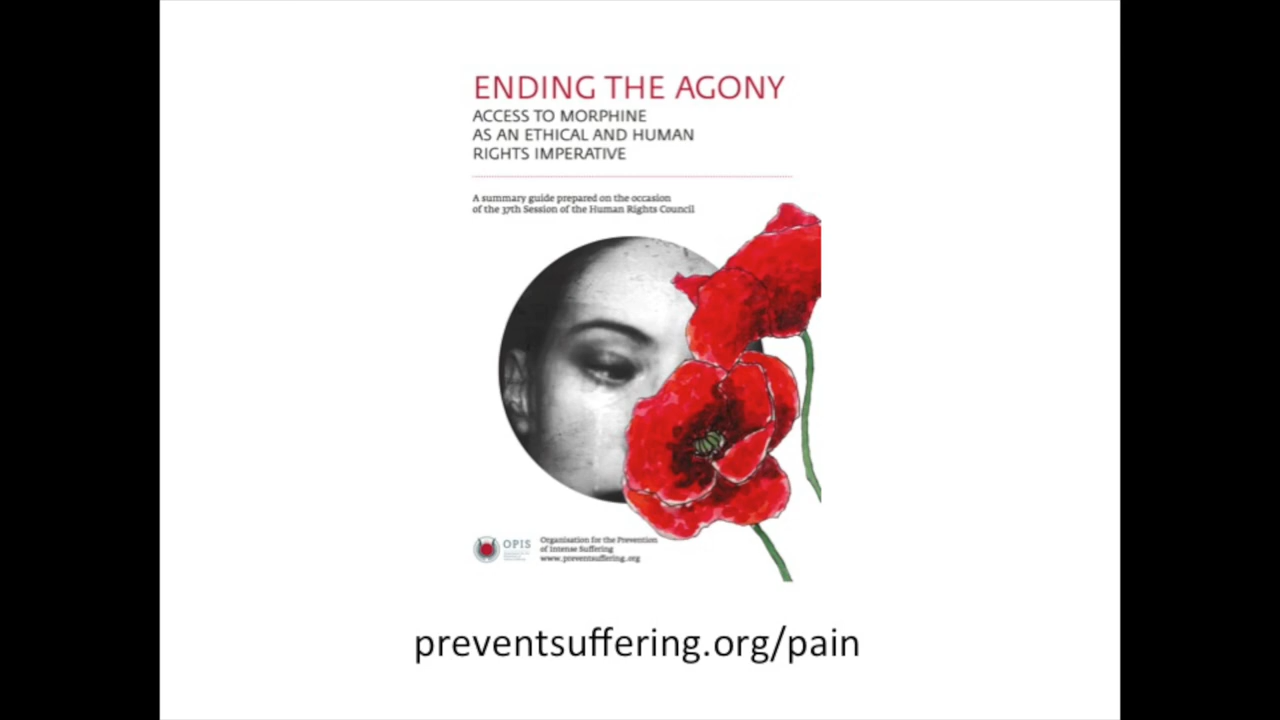 ENDING THE AGONY
ACCESS TO MORPHINE
AS AN ETHICAL AND HUMAN
RIGHTS IMPERATIVE
A summary guide prepared on the occasion
of the 37th Session of the Human Rights Council
OPIS
Organisation for the Prevention
of Intense Suffering
www.preventsuffering.org
preventsuffering.org/pain